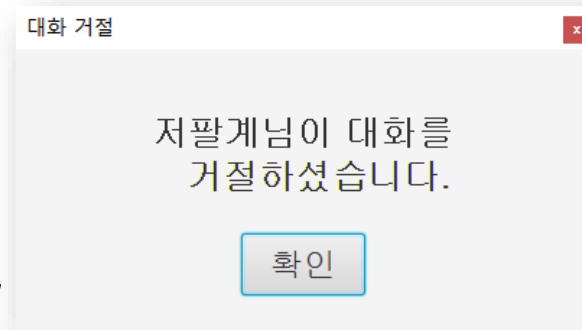 대화 거절
x
저팔계님이 대화를
거절하셨습니다.
확인